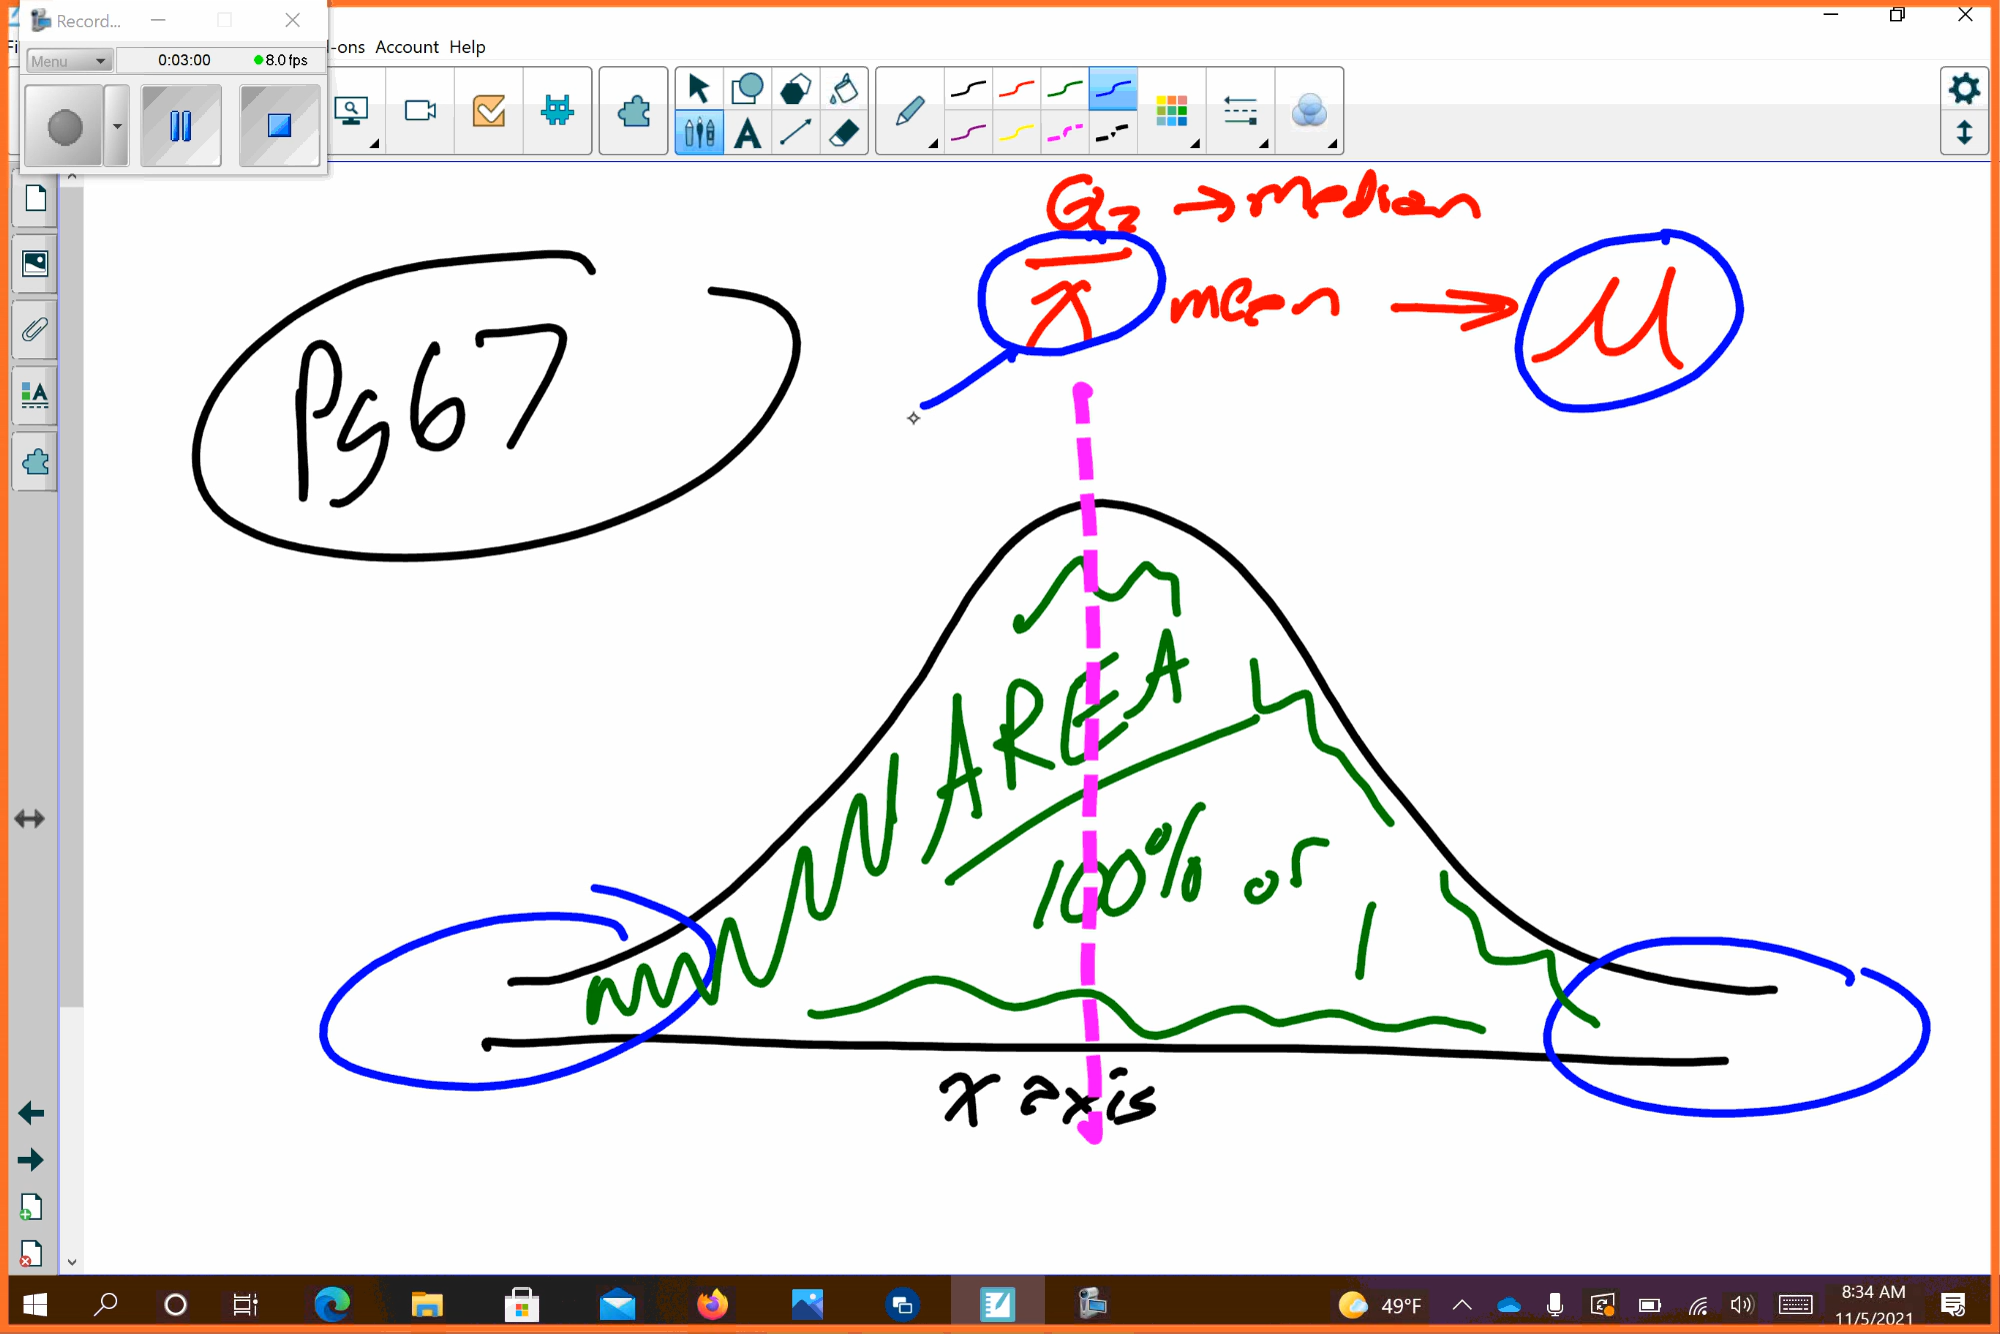 Record...
Menu 0:03:00 8.0 fps
-ons Account Help
Q2 → median
x̄ mean → μ
Pg 67
AREA
100% or
1
x axis
49°F
8:34 AM
11/5/2021